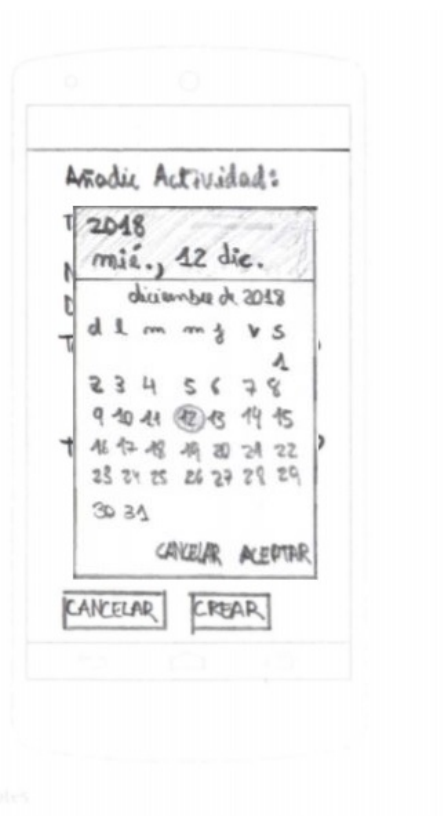 Añadir Actividad:
T
2018
mié., 12 dic.
N
D
diciembre de 2018
d l m m j v s
T
1
2 3 4 5 6 7 8
9 10 11 12 13 14 15
T 16 17 18 19 20 21 22
23 24 25 26 27 28 29
30 31
CANCELAR ACEPTAR
CANCELAR CREAR